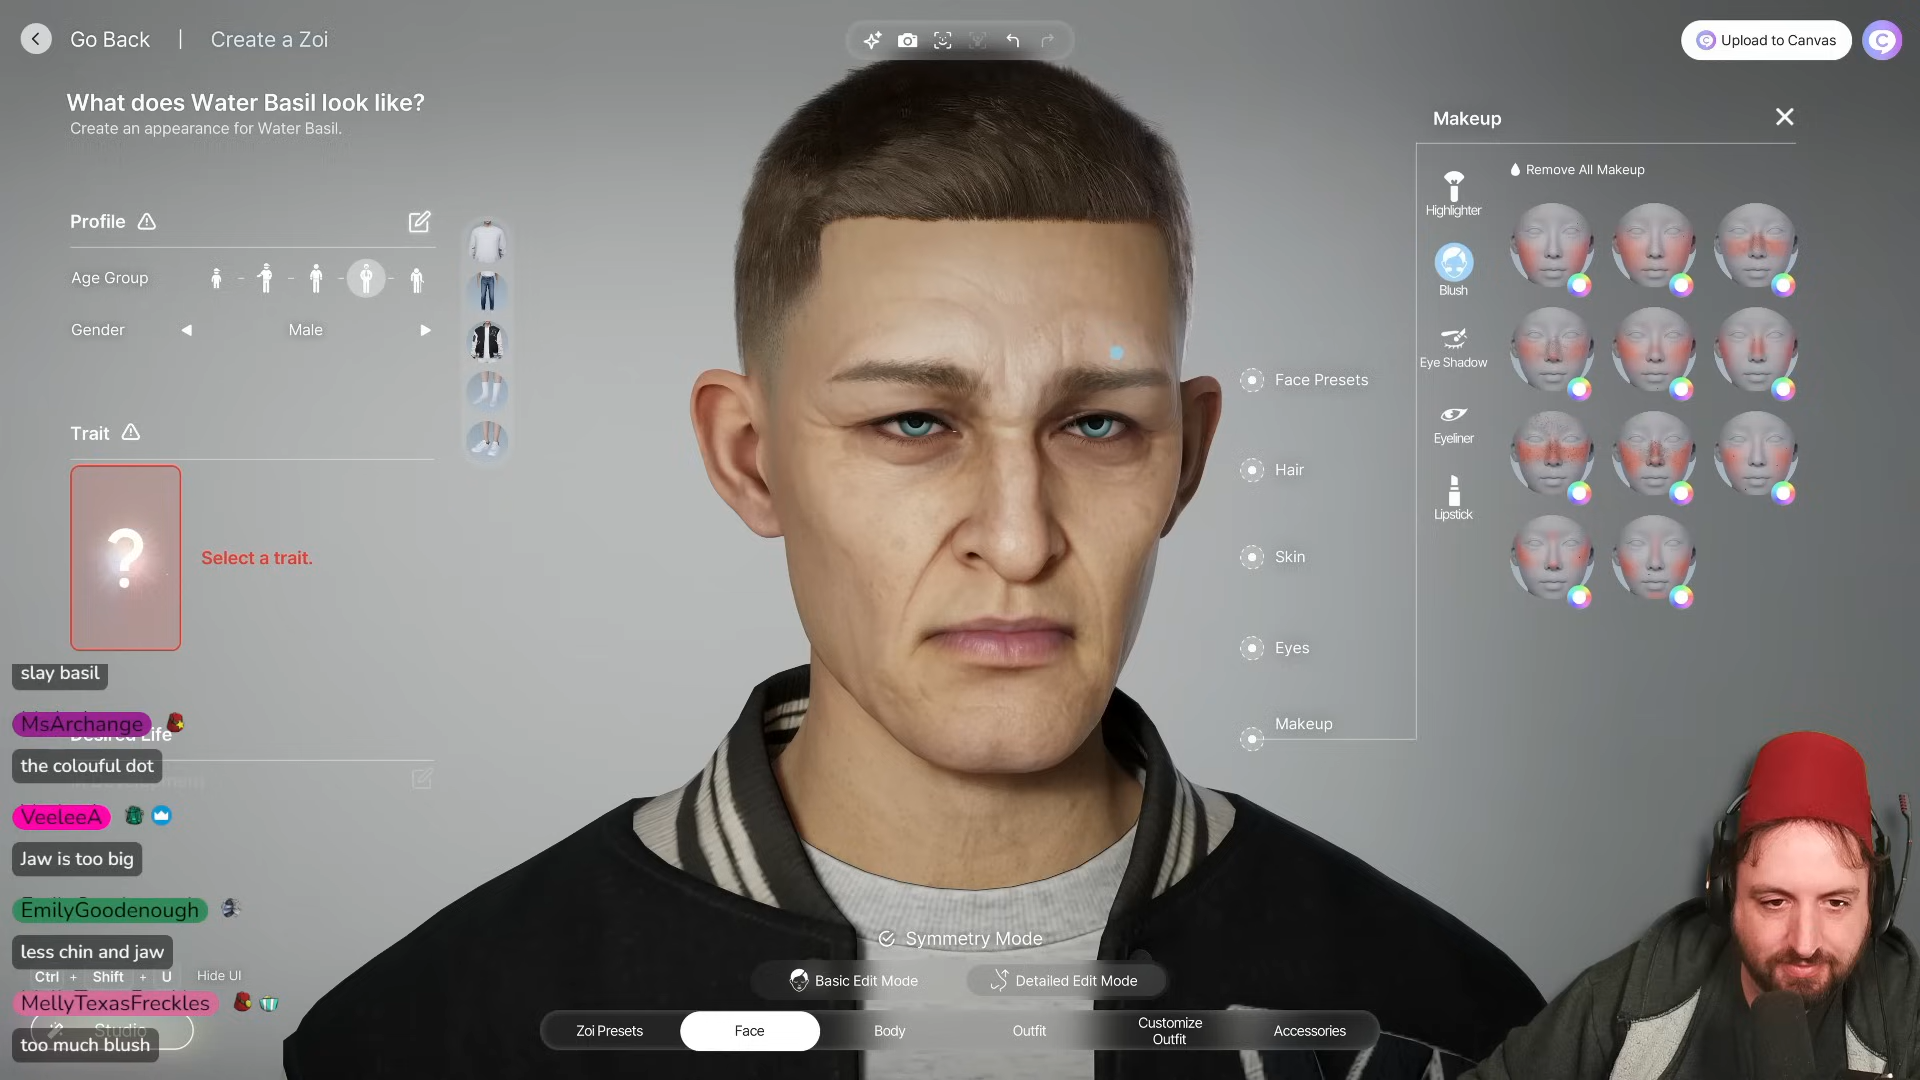 Go Back | Create a Zoi
Upload to Canvas
What does Water Basil look like?
Create an appearance for Water Basil.
Profile
Age Group
Gender
Male
Trait
Select a trait.
slay basil
MsArchange
Desired Life
the colouful dot
VeeleeA
Jaw is too big
EmilyGoodenough
less chin and jaw
Ctrl + Shift + U Hide UI
MellyTexasFreckles
Studio
too much blush
Face Presets
Hair
Skin
Eyes
Makeup
Makeup
Remove All Makeup
Highlighter
Blush
Eye Shadow
Eyeliner
Lipstick
Symmetry Mode
Basic Edit Mode
Detailed Edit Mode
Zoi Presets
Face
Body
Outfit
Customize
Outfit
Accessories